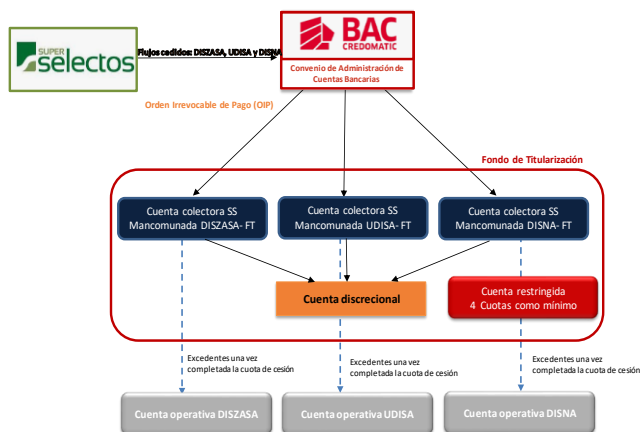 SUPER
selectos
Flujos cedidos: DISZASA, UDISA y DISNA
BAC
CREDOMATIC
Convenio de Administración de
Cuentas Bancarias
Orden Irrevocable de Pago (OIP)
Fondo de Titularización
Cuenta colectora SS
Mancomunada DISZASA- FT
Cuenta colectora SS
Mancomunada UDISA- FT
Cuenta colectora SS
Mancomunada DISNA- FT
Cuenta discrecional
Cuenta restringida
4 Cuotas como mínimo
Excedentes una vez
completada la cuota de cesión
Excedentes una vez
completada la cuota de cesión
Excedentes una vez
completada la cuota de cesión
Cuenta operativa DISZASA
Cuenta operativa UDISA
Cuenta operativa DISNA